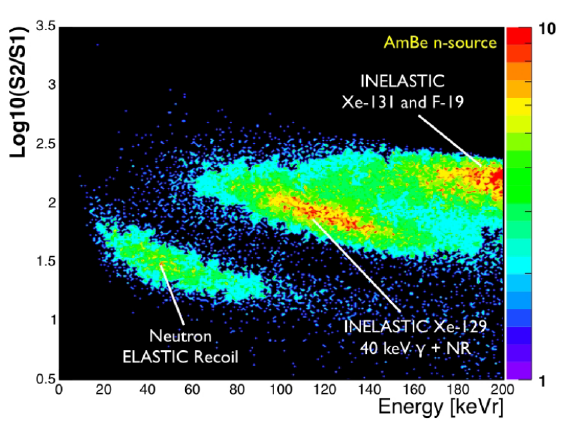 3.5
AmBe n-source
10
3
INELASTIC
Xe-131 and F-19
2.5
Log10(S2/S1)
2
1.5
1
INELASTIC Xe-129
40 keV γ + NR
Neutron
ELASTIC Recoil
0.5
1
0 20 40 60 80 100 120 140 160 180 200
Energy [keVr]